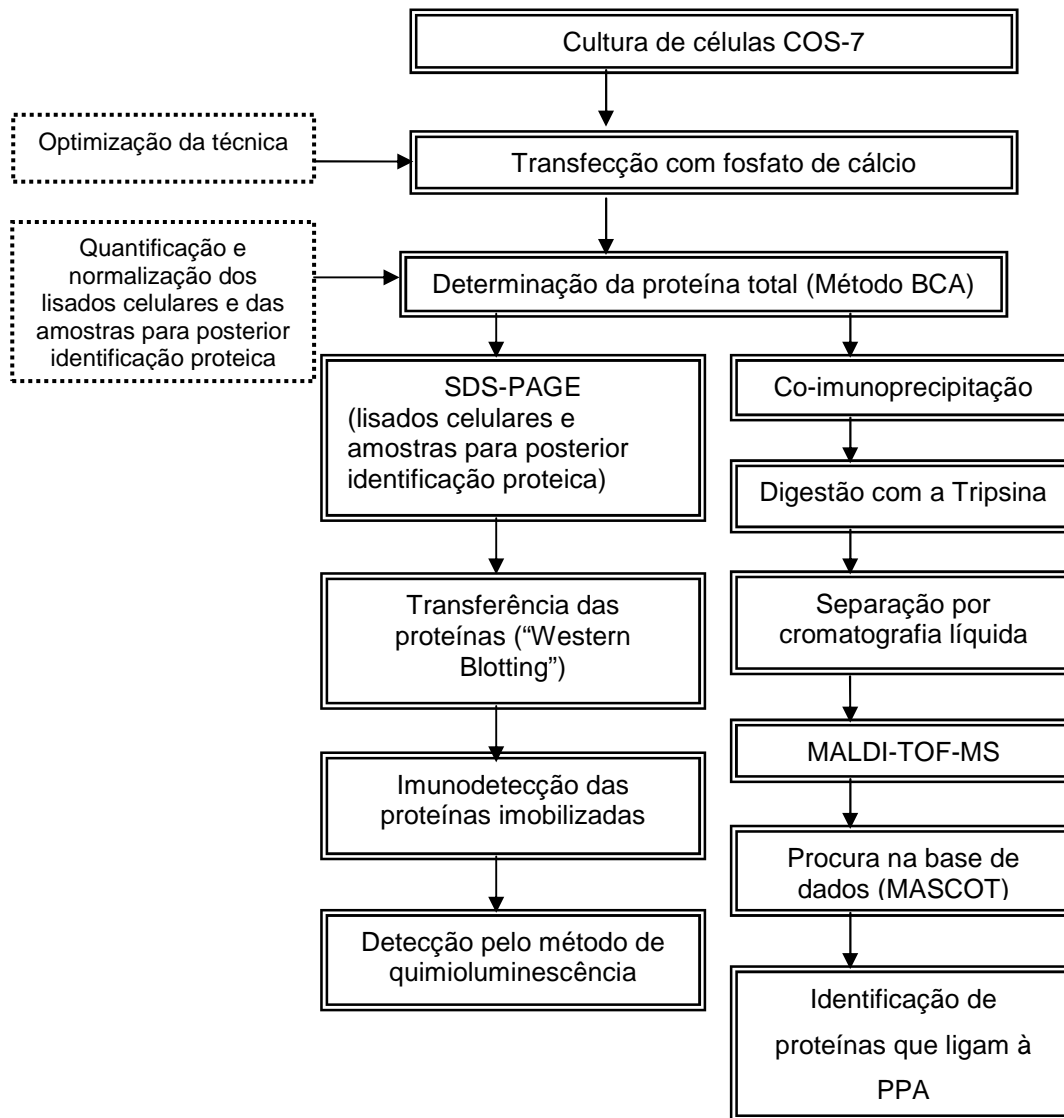 Cultura de células COS-7
Optimização da técnica
Transfecção com fosfato de cálcio
Quantificação e
normalização dos
lisados celulares e das
amostras para posterior
identificação proteica
Determinação da proteína total (Método BCA)
SDS-PAGE
(lisados celulares e
amostras para posterior
identificação proteica)
Transferência das
proteínas (“Western
Blotting”)
Imunodetecção das
proteínas imobilizadas
Detecção pelo método de
quimioluminescência
Co-imunoprecipitação
Digestão com a Tripsina
Separação por
cromatografia líquida
MALDI-TOF-MS
Procura na base de
dados (MASCOT)
Identificação de
proteínas que ligam à
PPA